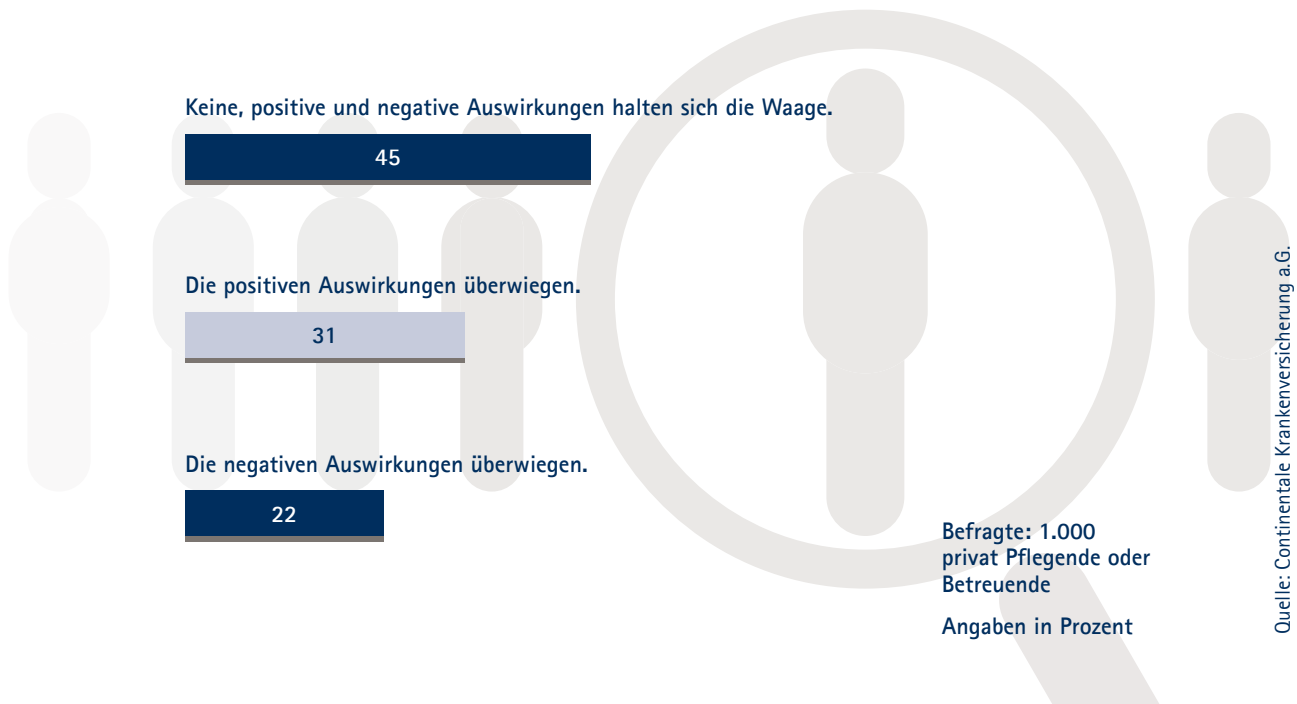 Keine, positive und negative Auswirkungen halten sich die Waage.
45
Die positiven Auswirkungen überwiegen.
31
Die negativen Auswirkungen überwiegen.
22
Befragte: 1.000
privat Pflegende oder
Betreuende
Angaben in Prozent
Quelle: Continentale Krankenversicherung a.G.